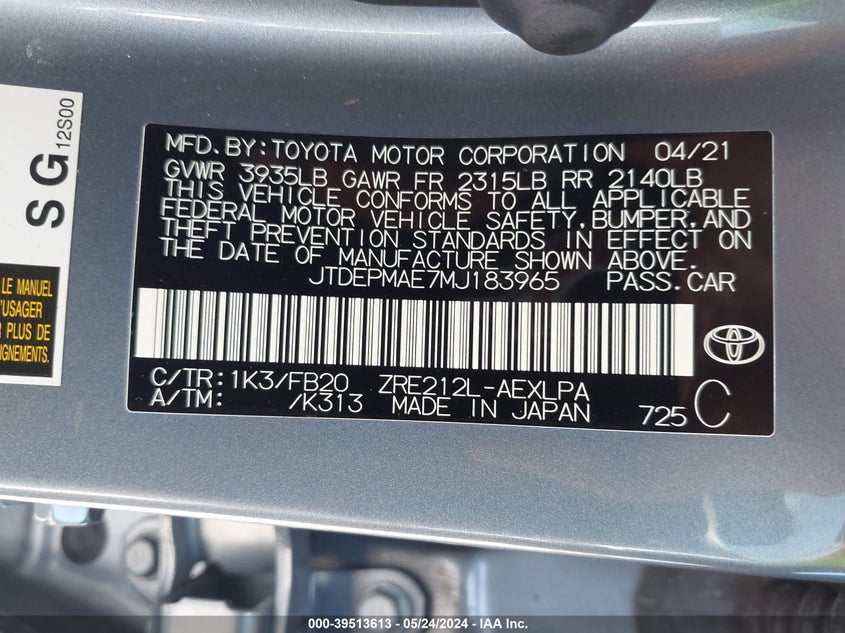 SG
12S00
LE MANUEL
'USAGER
R PLUS DE
IGNEMENTS.
MFD.BY:TOYOTA MOTOR CORPORATION 04/21
GVWR 3935LB GAWR FR 2315LB RR 2140LB
THIS VEHICLE CONFORMS TO ALL APPLICABLE
FEDERAL MOTOR VEHICLE SAFETY,BUMPER,AND
THEFT PREVENTION STANDARDS IN EFFECT ON
THE DATE OF MANUFACTURE SHOWN ABOVE.
JTDEPMAE7MJ183965 PASS.CAR
C/TR:1K3/FB20 ZRE212L-AEXLPA
A/TM: /K313 MADE IN JAPAN 725 C
000-39513613 - 05/24/2024 - IAA Inc.